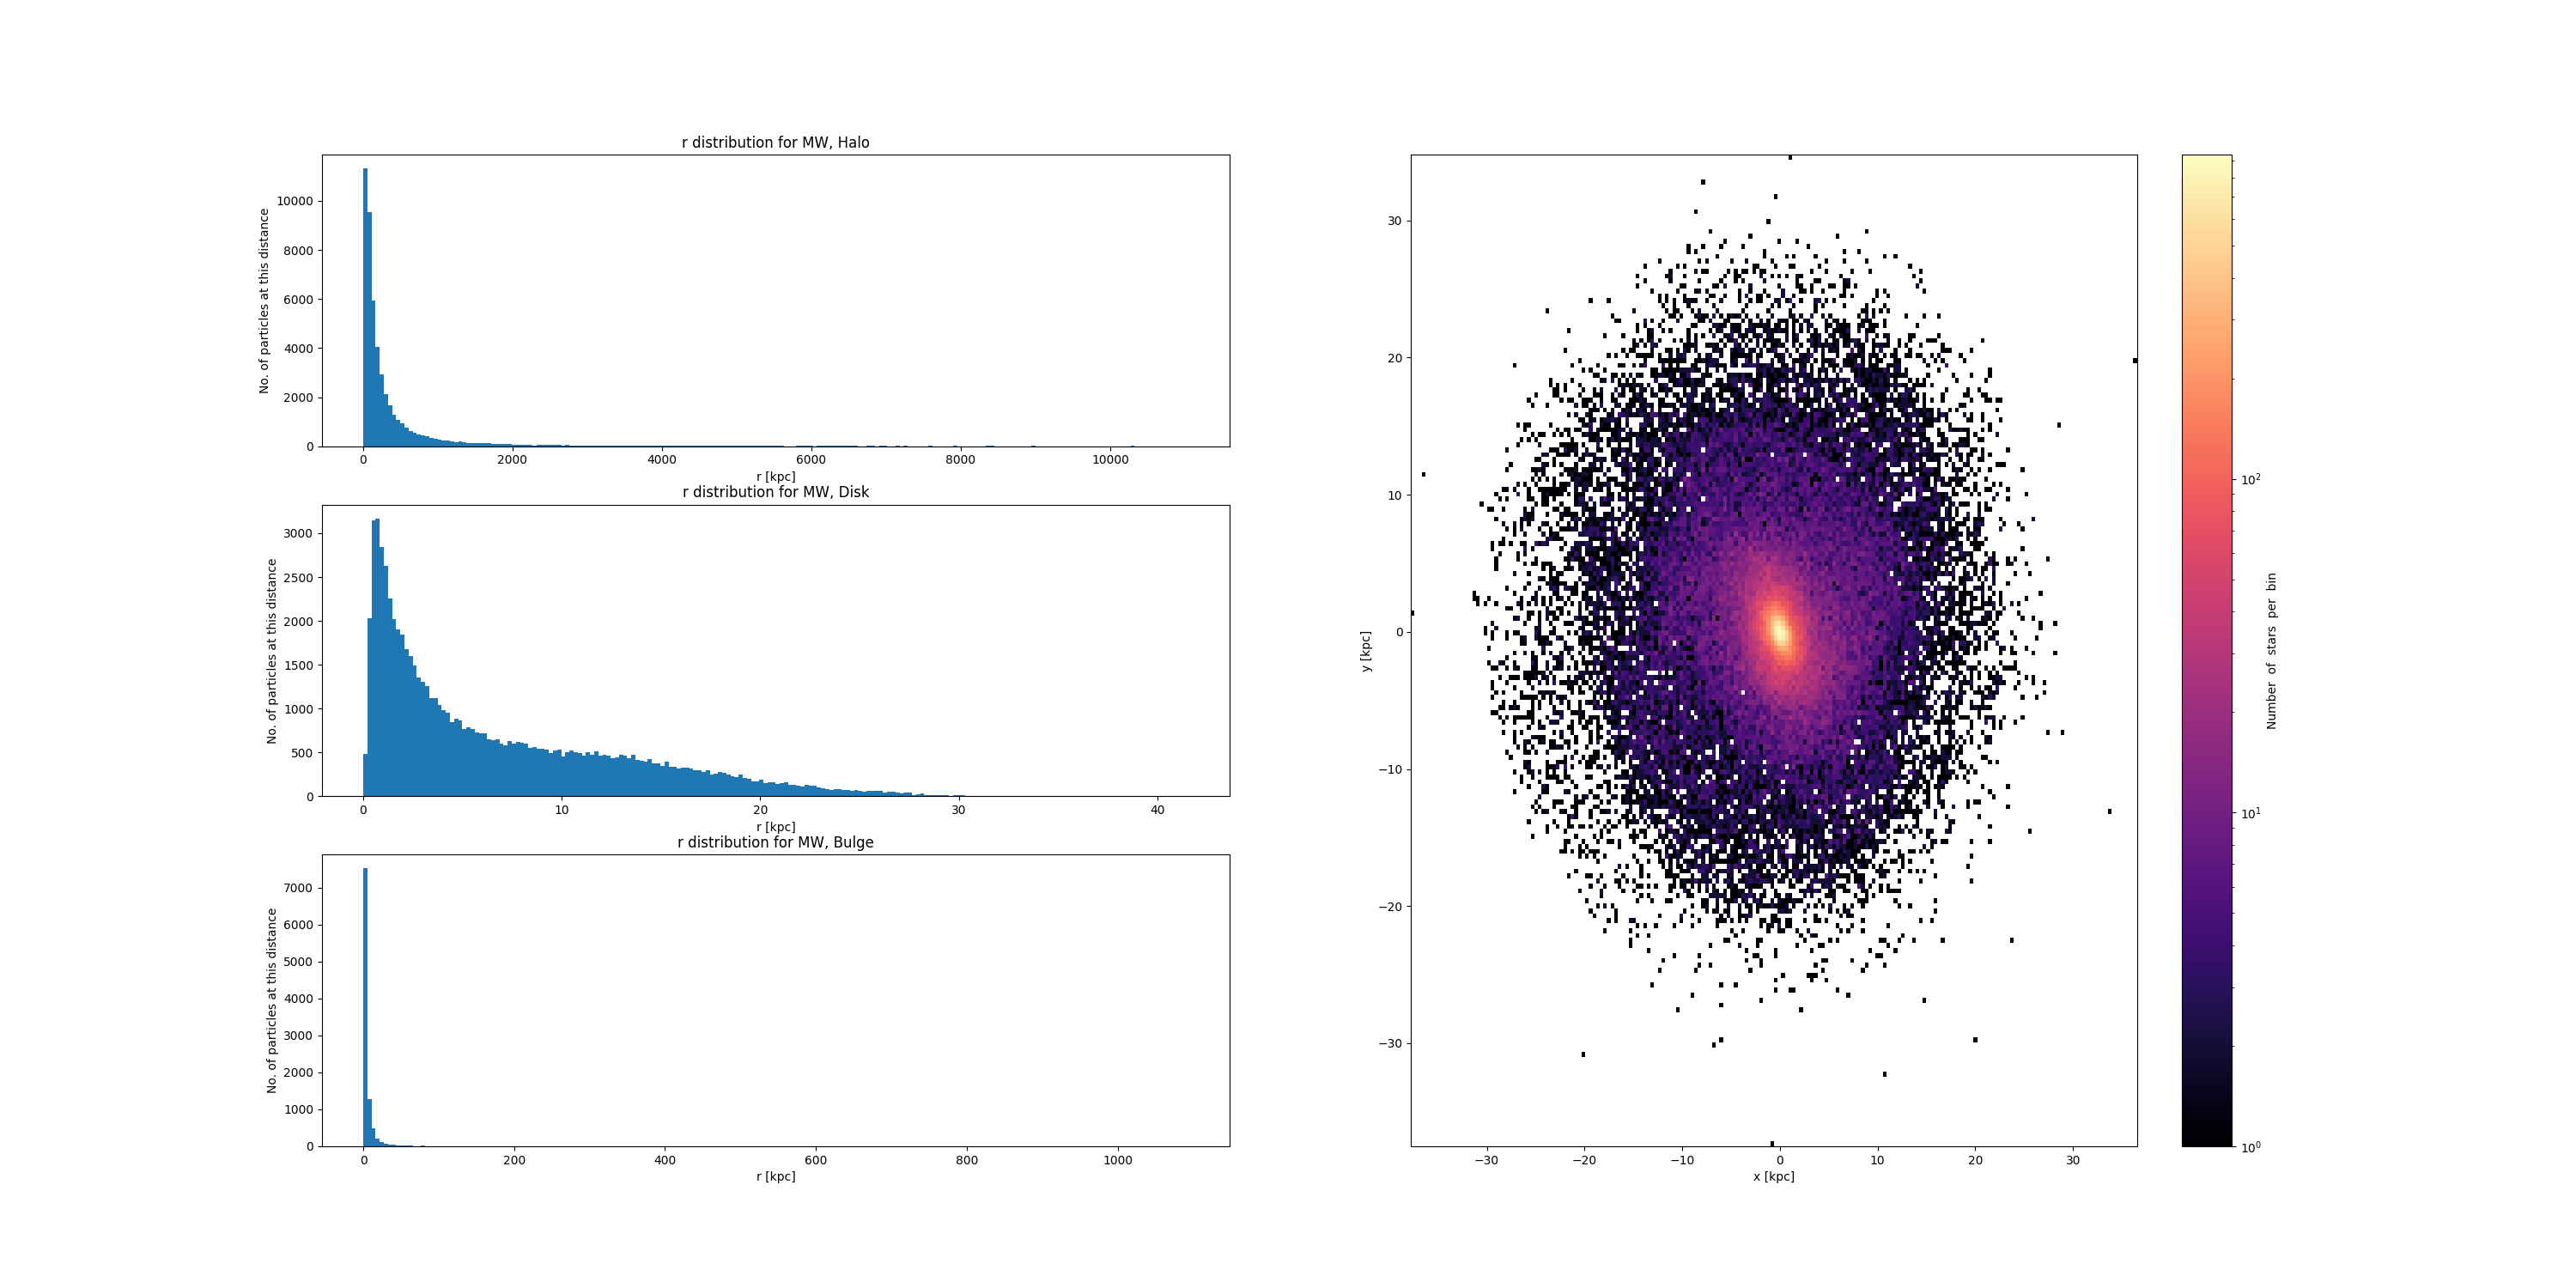 r distribution for MW, Halo
No. of particles at this distance
10000
8000
6000
4000
2000
0
0 2000 4000 6000 8000 10000
r [kpc]
r distribution for MW, Disk
No. of particles at this distance
3000
2500
2000
1500
1000
500
0
0 10 20 30 40
r [kpc]
r distribution for MW, Bulge
No. of particles at this distance
7000
6000
5000
4000
3000
2000
1000
0
0 200 400 600 800 1000
r [kpc]
y [kpc]
30
20
10
0
−10
−20
−30
−30 −20 −10 0 10 20 30
x [kpc]
10²
10¹
10⁰
Number of stars per bin